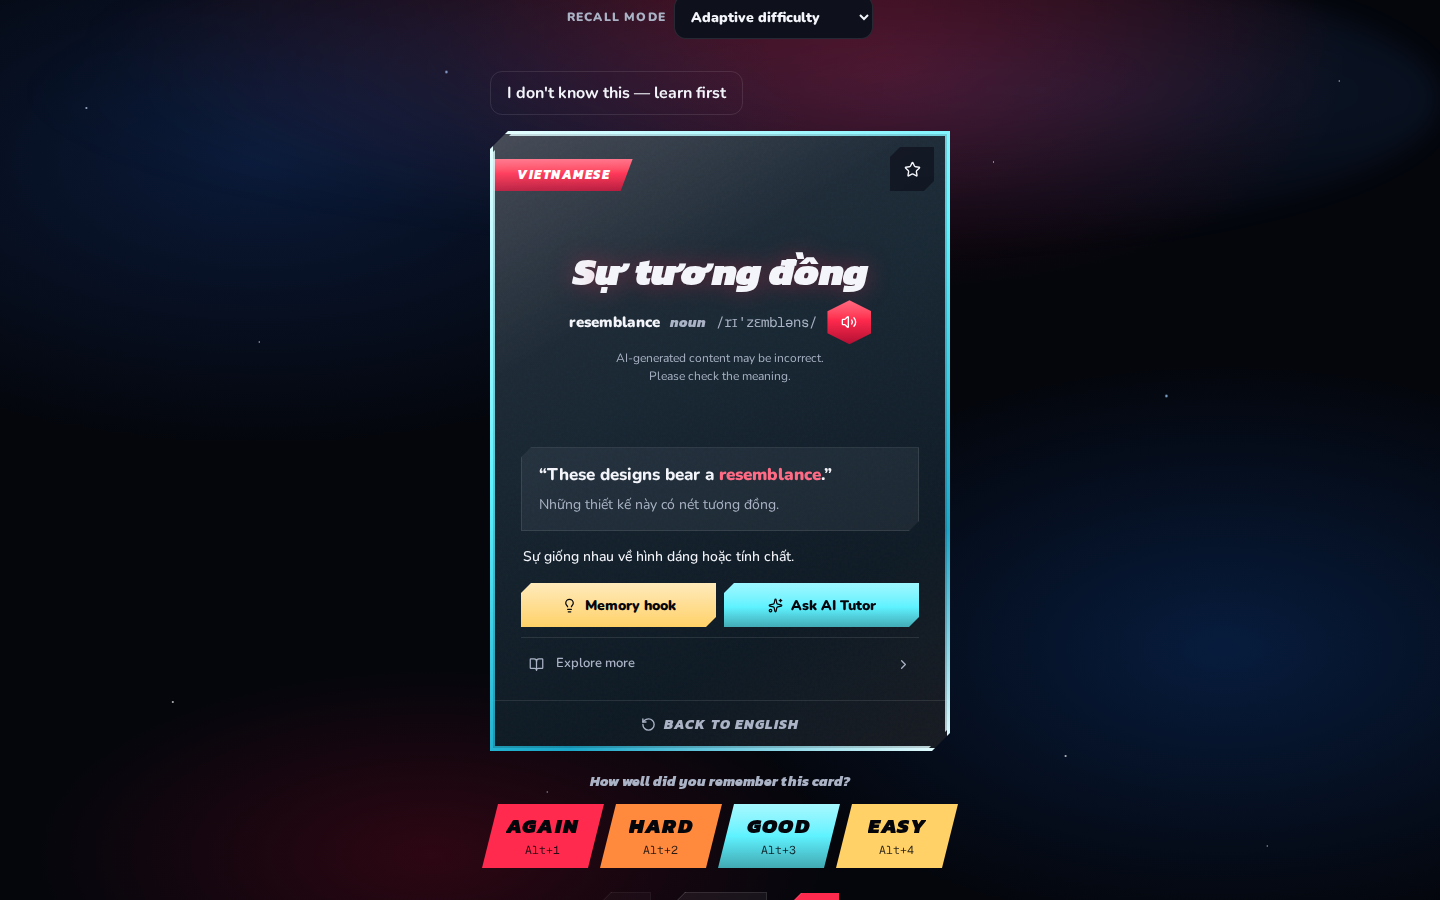 RECALL MODE Adaptive difficulty
I don't know this — learn first
VIETNAMESE
Sự tương đồng
resemblance noun /rɪˈzɛmbləns/
AI-generated content may be incorrect.
Please check the meaning.
“These designs bear a resemblance.”
Những thiết kế này có nét tương đồng.
Sự giống nhau về hình dáng hoặc tính chất.
Memory hook Ask AI Tutor
Explore more
BACK TO ENGLISH
How well did you remember this card?
AGAIN HARD GOOD EASY
Alt+1 Alt+2 Alt+3 Alt+4